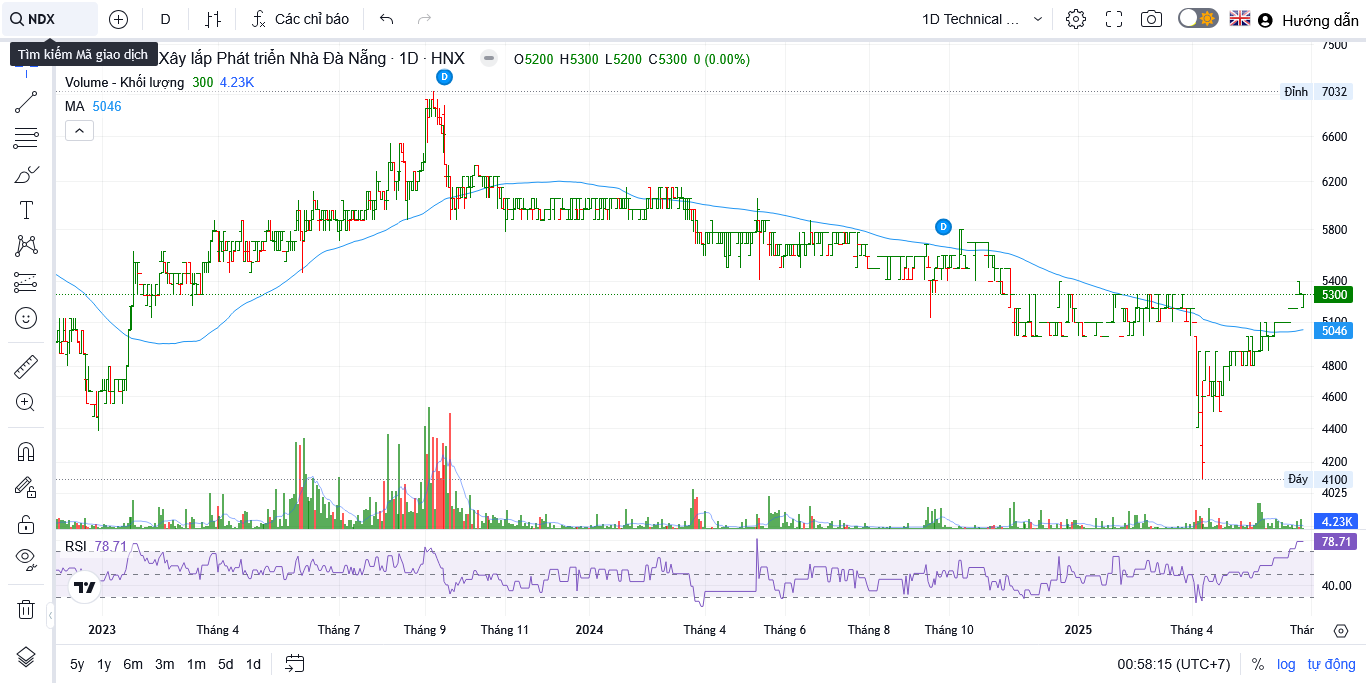 NDX
D
Các chỉ báo
1D Technical ...
Hướng dẫn
Tìm kiếm Mã giao dịch
Xây lắp Phát triển Nhà Đà Nẵng · 1D · HNX
O5200 H5300 L5200 C5300 0 (0.00%)
Volume - Khối lượng 300 4.23K
MA 5046
D
D
7500
Đỉnh 7032
6600
6200
5800
5400
5300
5046
4800
4600
4400
4200
Đáy 4100
4025
4.23K
RSI 78.71
78.71
40.00
2023 Tháng 4 Tháng 7 Tháng 9 Tháng 11 2024 Tháng 4 Tháng 6 Tháng 8 Tháng 10 2025 Tháng 4 Thár
5y 1y 6m 3m 1m 5d 1d
00:58:15 (UTC+7) % log tự động